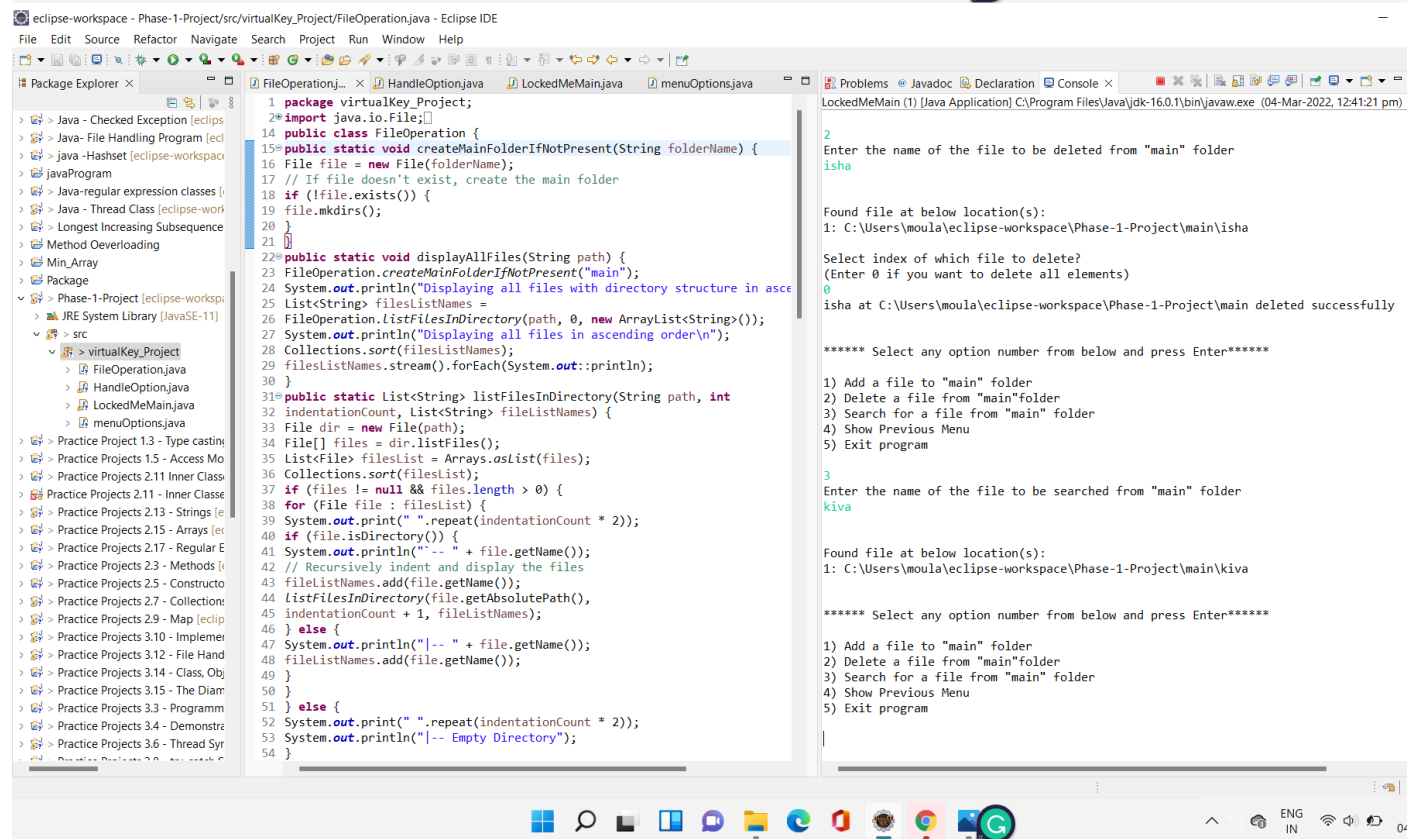 eclipse-workspace - Phase-1-Project/src/virtualKey_Project/FileOperation.java - Eclipse IDE
File Edit Source Refactor Navigate Search Project Run Window Help
Package Explorer
> Java - Checked Exception [eclips
> Java- File Handling Program [ecl
> java -Hashset [eclipse-workspace
javaProgram
> Java-regular expression classes [
> Java - Thread Class [eclipse-work
> Longest Increasing Subsequence
Method Oeverloading
> Min_Array
Package
> Phase-1-Project [eclipse-workspa
JRE System Library [JavaSE-11]
> src
> virtualKey_Project
FileOperation.java
HandleOption.java
LockedMeMain.java
menuOptions.java
> Practice Project 1.3 - Type casting
> Practice Projects 1.5 - Access Mo
> Practice Projects 2.11 Inner Class
Practice Projects 2.11 - Inner Classe
> Practice Projects 2.13 - Strings [e
> Practice Projects 2.15 - Arrays [ec
> Practice Projects 2.17 - Regular E
> Practice Projects 2.3 - Methods [
> Practice Projects 2.5 - Constructo
> Practice Projects 2.7 - Collections
> Practice Projects 2.9 - Map [eclip
> Practice Projects 3.10 - Implemen
> Practice Projects 3.12 - File Hand
> Practice Projects 3.14 - Class, Obj
> Practice Projects 3.15 - The Diam
> Practice Projects 3.3 - Programm
> Practice Projects 3.4 - Demonstra
> Practice Projects 3.6 - Thread Syr
FileOperation.j... HandleOption.java LockedMeMain.java menuOptions.java
1 package virtualKey_Project;
2 import java.io.File;
14 public class FileOperation {
15 public static void createMainFolderIfNotPresent(String folderName) {
16 File file = new File(folderName);
17 // If file doesn't exist, create the main folder
18 if (!file.exists()) {
19 file.mkdirs();
20 }
21 }
22 public static void displayAllFiles(String path) {
23 FileOperation.createMainFolderIfNotPresent("main");
24 System.out.println("Displaying all files with directory structure in asce
25 List<String> filesListNames =
26 FileOperation.listFilesInDirectory(path, 0, new ArrayList<String>());
27 System.out.println("Displaying all files in ascending order\n");
28 Collections.sort(filesListNames);
29 filesListNames.stream().forEach(System.out::println);
30 }
31 public static List<String> listFilesInDirectory(String path, int
32 indentationCount, List<String> fileListNames) {
33 File dir = new File(path);
34 File[] files = dir.listFiles();
35 List<File> filesList = Arrays.asList(files);
36 Collections.sort(filesList);
37 if (files != null && files.length > 0) {
38 for (File file : filesList) {
39 System.out.print(" ".repeat(indentationCount * 2));
40 if (file.isDirectory()) {
41 System.out.println("`-- " + file.getName());
42 // Recursively indent and display the files
43 fileListNames.add(file.getName());
44 listFilesInDirectory(file.getAbsolutePath(),
45 indentationCount + 1, fileListNames);
46 } else {
47 System.out.println("|-- " + file.getName());
48 fileListNames.add(file.getName());
49 }
50 }
51 } else {
52 System.out.print(" ".repeat(indentationCount * 2));
53 System.out.println("|-- Empty Directory");
54 }
Problems @ Javadoc Declaration Console
LockedMeMain (1) [Java Application] C:\Program Files\Java\jdk-16.0.1\bin\javaw.exe (04-Mar-2022, 12:41:21 pm)
2
Enter the name of the file to be deleted from "main" folder
isha
Found file at below location(s):
1: C:\Users\moula\eclipse-workspace\Phase-1-Project\main\isha
Select index of which file to delete?
(Enter 0 if you want to delete all elements)
0
isha at C:\Users\moula\eclipse-workspace\Phase-1-Project\main deleted successfully
****** Select any option number from below and press Enter******
1) Add a file to "main" folder
2) Delete a file from "main"folder
3) Search for a file from "main" folder
4) Show Previous Menu
5) Exit program
3
Enter the name of the file to be searched from "main" folder
kiva
Found file at below location(s):
1: C:\Users\moula\eclipse-workspace\Phase-1-Project\main\kiva
****** Select any option number from below and press Enter******
1) Add a file to "main" folder
2) Delete a file from "main"folder
3) Search for a file from "main" folder
4) Show Previous Menu
5) Exit program
ENG
IN